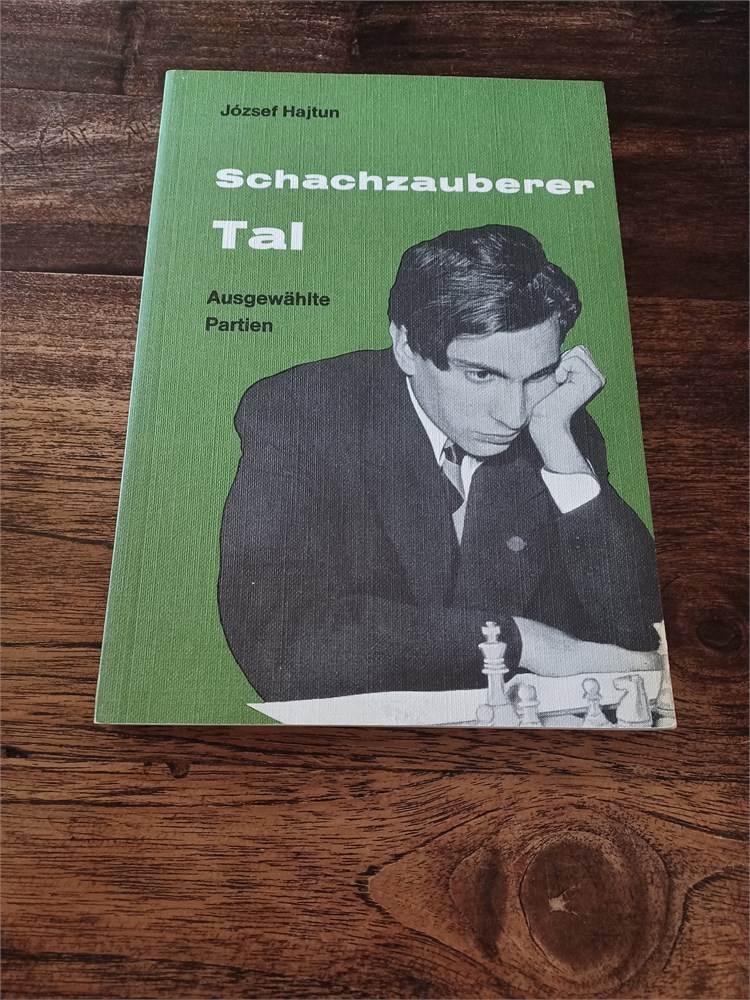 József Hajtun
Schachzauberer
Tal
Ausgewählte
Partien